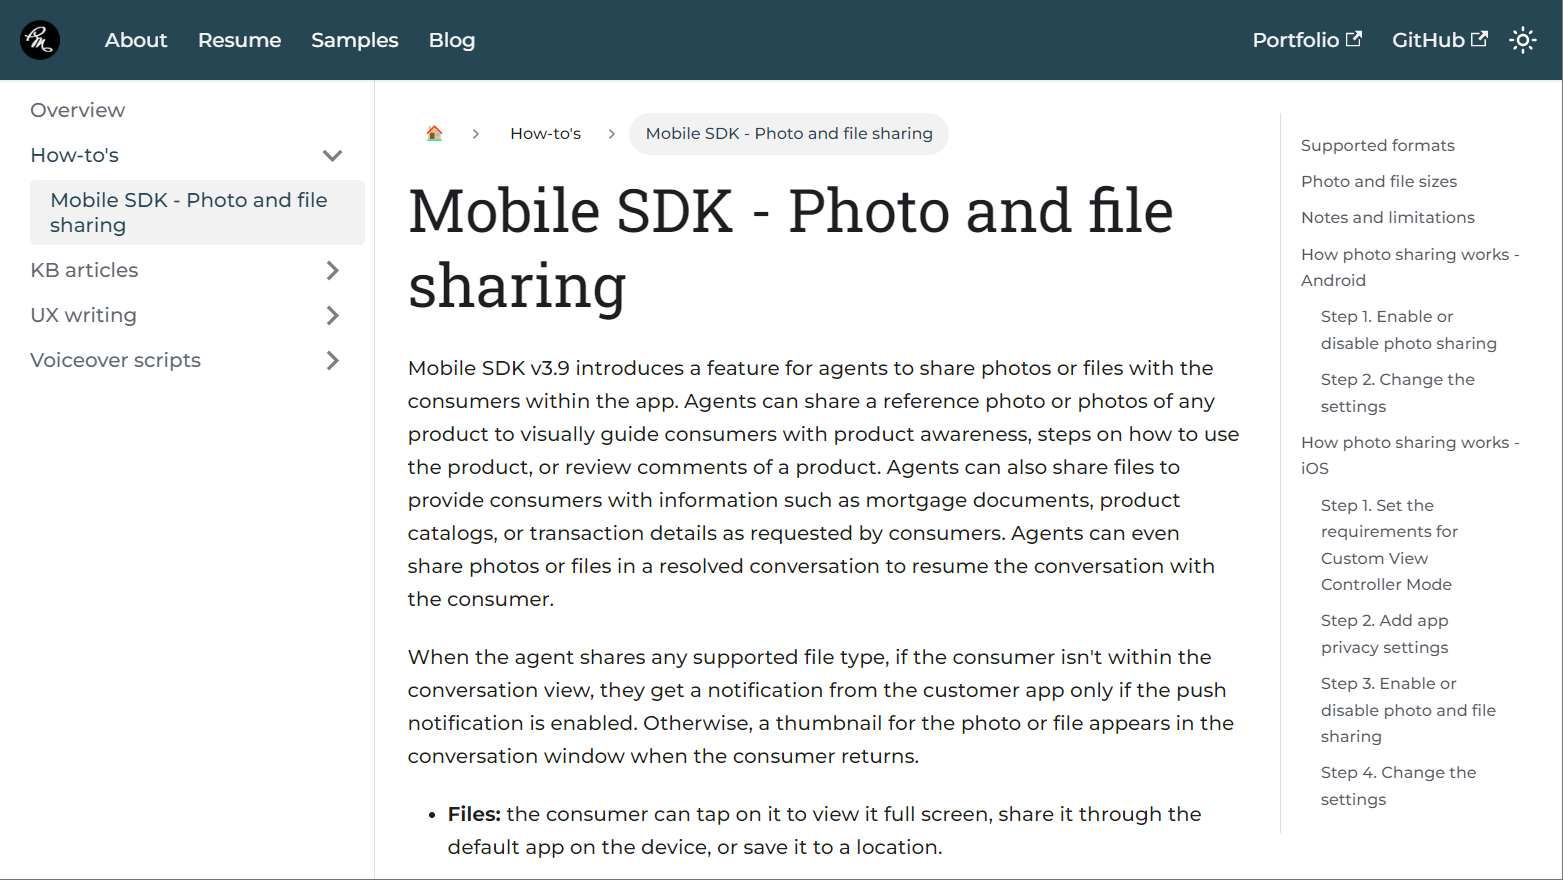 About Resume Samples Blog Portfolio GitHub
Overview
How-to's
Mobile SDK - Photo and file
sharing
KB articles
UX writing
Voiceover scripts
How-to's Mobile SDK - Photo and file sharing
Mobile SDK - Photo and file
sharing
Mobile SDK v3.9 introduces a feature for agents to share photos or files with the
consumers within the app. Agents can share a reference photo or photos of any
product to visually guide consumers with product awareness, steps on how to use
the product, or review comments of a product. Agents can also share files to
provide consumers with information such as mortgage documents, product
catalogs, or transaction details as requested by consumers. Agents can even
share photos or files in a resolved conversation to resume the conversation with
the consumer.
When the agent shares any supported file type, if the consumer isn't within the
conversation view, they get a notification from the customer app only if the push
notification is enabled. Otherwise, a thumbnail for the photo or file appears in the
conversation window when the consumer returns.
• Files: the consumer can tap on it to view it full screen, share it through the
default app on the device, or save it to a location.
Supported formats
Photo and file sizes
Notes and limitations
How photo sharing works -
Android
Step 1. Enable or
disable photo sharing
Step 2. Change the
settings
How photo sharing works -
iOS
Step 1. Set the
requirements for
Custom View
Controller Mode
Step 2. Add app
privacy settings
Step 3. Enable or
disable photo and file
sharing
Step 4. Change the
settings